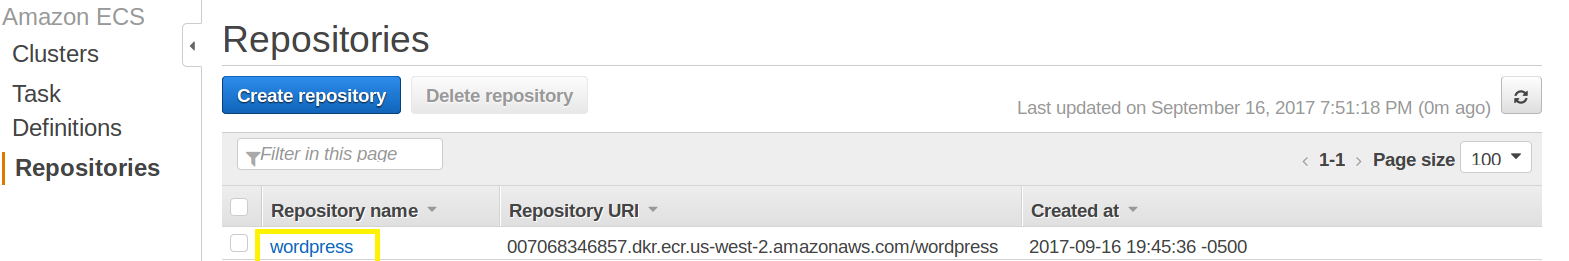 Amazon ECS
Clusters
Task
Definitions
Repositories
Repositories
Create repository
Delete repository
Last updated on September 16, 2017 7:51:18 PM (0m ago)
Filter in this page
‹ 1-1 › Page size 100
Repository name Repository URI Created at
wordpress 007068346857.dkr.ecr.us-west-2.amazonaws.com/wordpress 2017-09-16 19:45:36 -0500